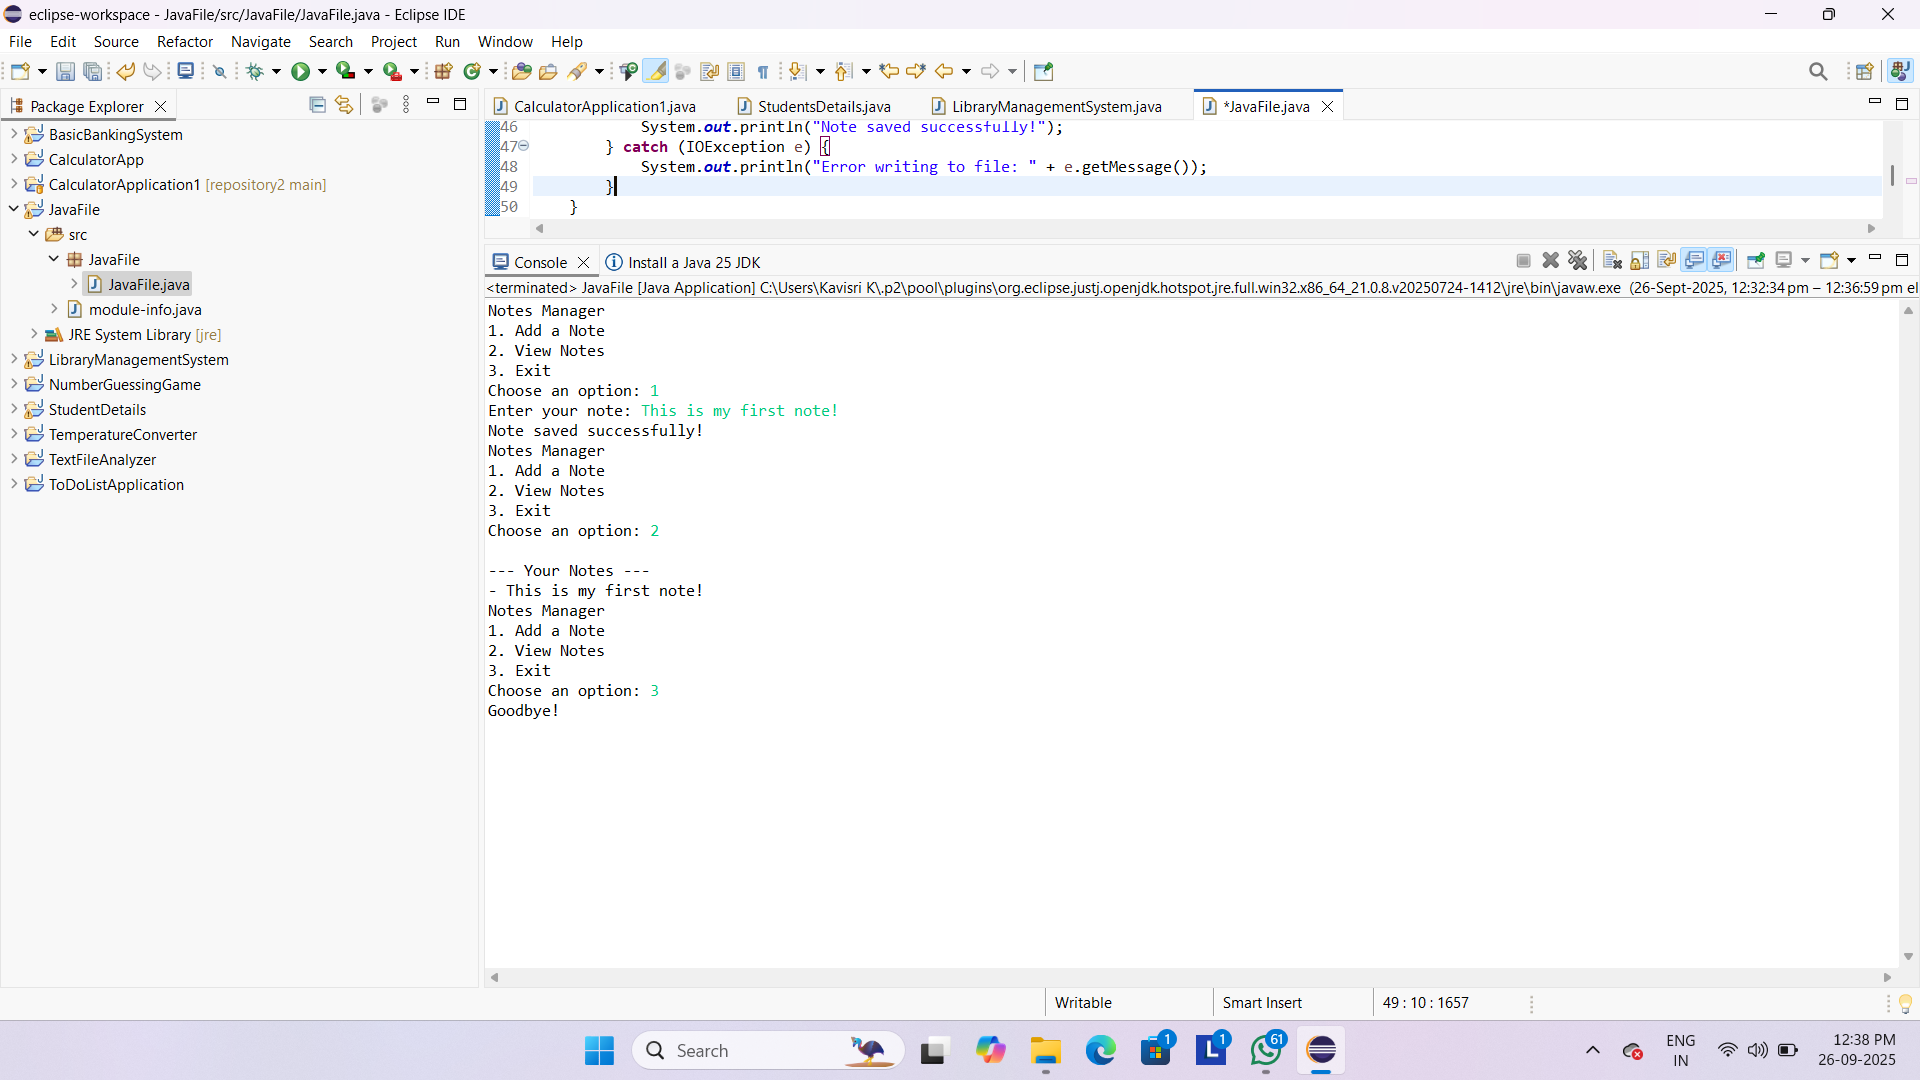 eclipse-workspace - JavaFile/src/JavaFile/JavaFile.java - Eclipse IDE
File Edit Source Refactor Navigate Search Project Run Window Help
Package Explorer
BasicBankingSystem
CalculatorApp
CalculatorApplication1 [repository2 main]
JavaFile
src
JavaFile
JavaFile.java
module-info.java
JRE System Library [jre]
LibraryManagementSystem
NumberGuessingGame
StudentDetails
TemperatureConverter
TextFileAnalyzer
ToDoListApplication
CalculatorApplication1.java StudentsDetails.java LibraryManagementSystem.java *JavaFile.java
46 System.out.println("Note saved successfully!");
47 } catch (IOException e) {
48 System.out.println("Error writing to file: " + e.getMessage());
49 }
50 }
Console Install a Java 25 JDK
<terminated> JavaFile [Java Application] C:\Users\Kavisri K\.p2\pool\plugins\org.eclipse.justj.openjdk.hotspot.jre.full.win32.x86_64_21.0.8.v20250724-1412\jre\bin\javaw.exe (26-Sept-2025, 12:32:34 pm – 12:36:59 pm el
Notes Manager
1. Add a Note
2. View Notes
3. Exit
Choose an option: 1
Enter your note: This is my first note!
Note saved successfully!
Notes Manager
1. Add a Note
2. View Notes
3. Exit
Choose an option: 2
--- Your Notes ---
- This is my first note!
Notes Manager
1. Add a Note
2. View Notes
3. Exit
Choose an option: 3
Goodbye!
Writable Smart Insert 49 : 10 : 1657
Search
1
L 1
61
ENG
IN
12:38 PM
26-09-2025